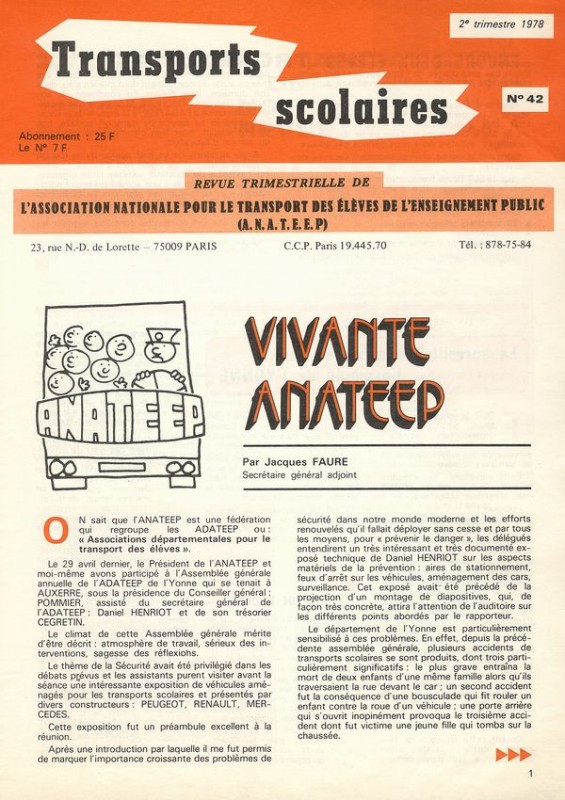 2e trimestre 1978
Transports
scolaires
N° 42
Abonnement : 25 F
Le N° 7 F
REVUE TRIMESTRIELLE DE
L'ASSOCIATION NATIONALE POUR LE TRANSPORT DES ÉLÈVES DE L'ENSEIGNEMENT PUBLIC
(A.N.A.T.E.E.P)
23, rue N.-D. de Lorette – 75009 PARIS C.C.P. Paris 19.445.70 Tél. : 878-75-84
ANATEEP
VIVANTE
ANATEEP
Par Jacques FAURE
Secrétaire général adjoint
ON sait que l'ANATEEP est une fédération
qui regroupe les ADATEEP ou :
« Associations départementales pour le
transport des élèves ».
Le 29 avril dernier, le Président de l'ANATEEP et
moi-même avons participé à l'Assemblée générale
annuelle de l'ADATEEP de l'Yonne qui se tenait à
AUXERRE, sous la présidence du Conseiller général :
POMMIER, assisté du secrétaire général de
l'ADATEEP : Daniel HENRIOT et de son trésorier
CEGRETIN.
Le climat de cette Assemblée générale mérite
d'être décrit : atmosphère de travail, sérieux des in-
terventions, sagesse des réflexions.
Le thème de la Sécurité avait été privilégié dans les
débats prévus et les assistants purent visiter avant la
séance une intéressante exposition de véhicules amé-
nagés pour les transports scolaires et présentés par
divers constructeurs : PEUGEOT, RENAULT, MER-
CEDES.
Cette exposition fut un préambule excellent à la
réunion.
Après une introduction par laquelle il me fut permis
de marquer l'importance croissante des problèmes de
sécurité dans notre monde moderne et les efforts
renouvelés qu'il fallait déployer sans cesse et par tous
les moyens, pour « prévenir le danger », les délégués
entendirent un très intéressant et très documenté ex-
posé technique de Daniel HENRIOT sur les aspects
matériels de la prévention : aires de stationnement,
feux d'arrêt sur les véhicules, aménagement des cars,
surveillance. Cet exposé avait été précédé de la
projection d'un montage de diapositives, qui, de
façon très concrète, attira l'attention de l'auditoire sur
les différents points abordés par le rapporteur.
Le département de l'Yonne est particulièrement
sensibilisé à ces problèmes. En effet, depuis la précé-
dente assemblée générale, plusieurs accidents de
transports scolaires se sont produits, dont trois parti-
culièrement significatifs : le plus grave entraîna la
mort de deux enfants d'une même famille alors qu'ils
traversaient la rue devant le car ; un second accident
fut la conséquence d'une bousculade qui fit rouler un
enfant contre la roue d'un véhicule ; une porte arrière
qui s'ouvrit inopinément provoqua le troisième acci-
dent dont fut victime une jeune fille qui tomba sur la
chaussée.
1